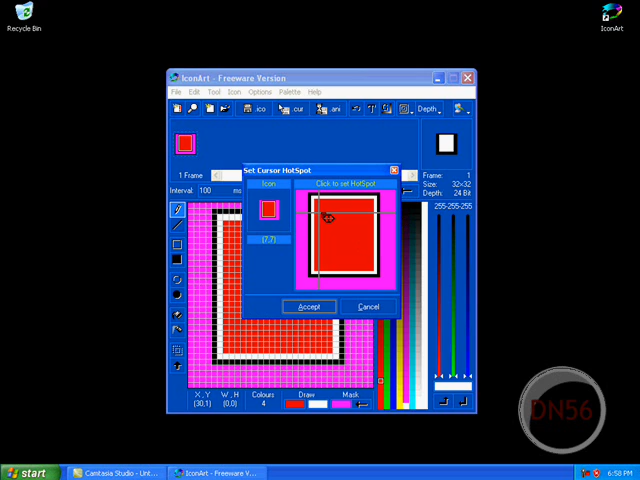 Recycle Bin
IconArt
IconArt - Freeware Version
File Edit Tool Icon Options Palette Help
.ico .cur .ani Depth
1 Frame
Frame: 1
Size: 32x32
Depth: 24 Bit
Interval: 100 ms
Set Cursor HotSpot
Icon
Click to set HotSpot
(7,7)
Accept Cancel
255-255-255
X , Y W , H Colours Draw Mask
(30,1) (0,0) 4
DN56
start
Camtasia Studio - Unt...
IconArt - Freeware V...
6:58 PM